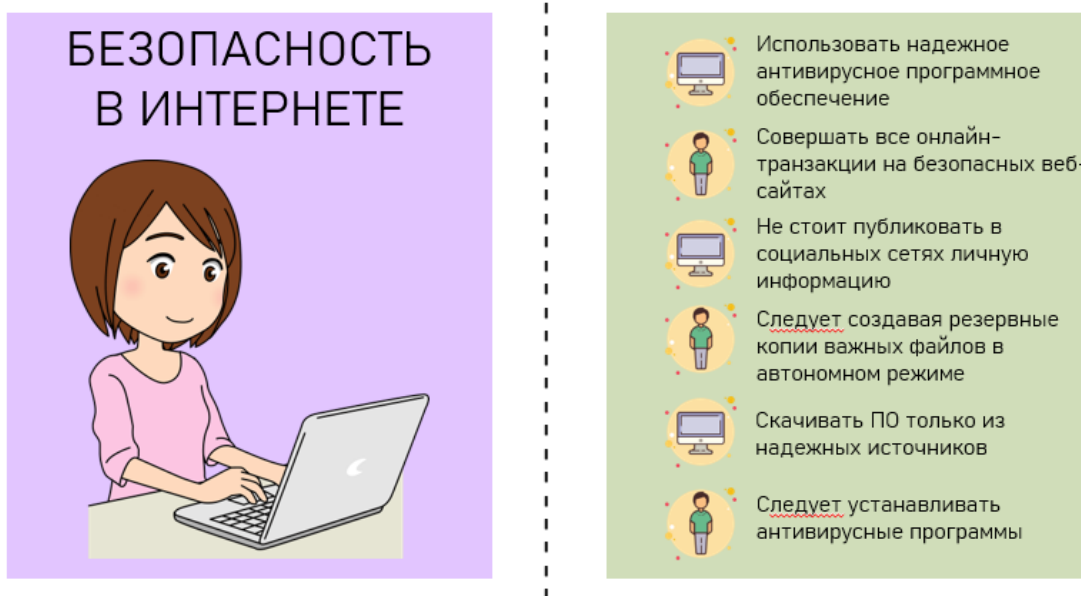 БЕЗОПАСНОСТЬ
В ИНТЕРНЕТЕ
Использовать надежное
антивирусное программное
обеспечение
Совершать все онлайн-
транзакции на безопасных веб-
сайтах
Не стоит публиковать в
социальных сетях личную
информацию
Следует создавая резервные
копии важных файлов в
автономном режиме
Скачивать ПО только из
надежных источников
Следует устанавливать
антивирусные программы